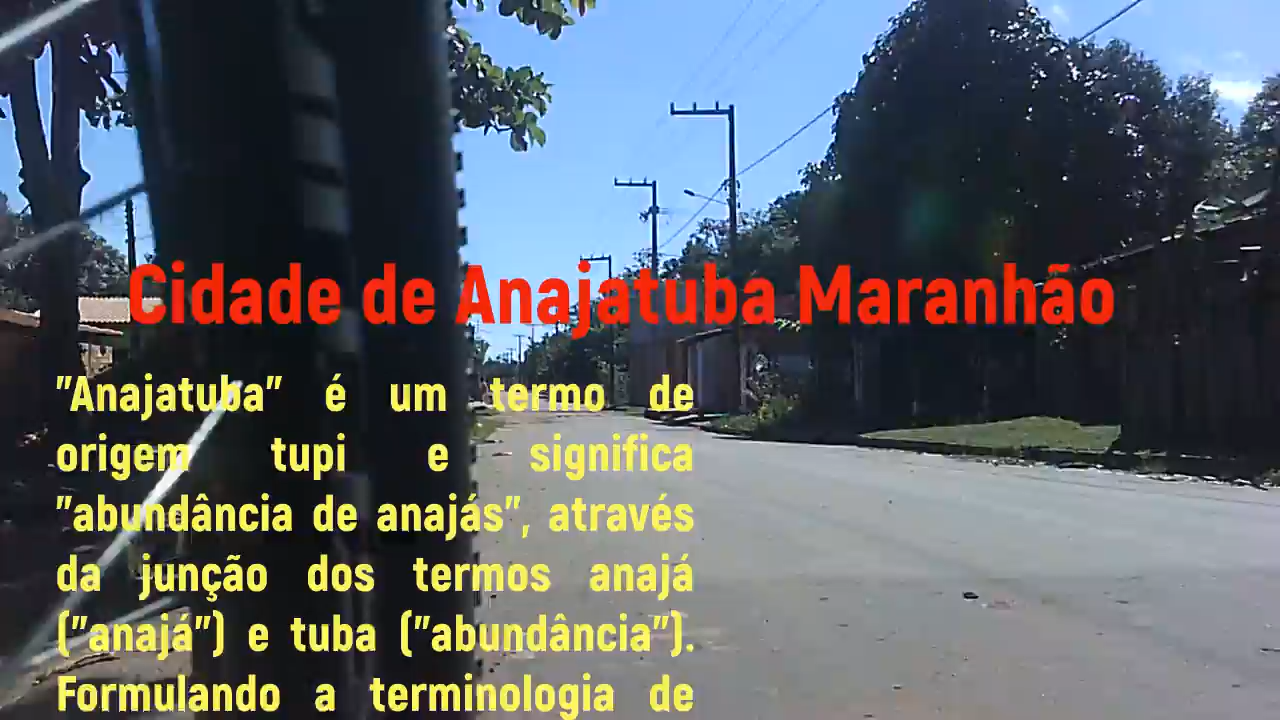 Cidade de Anajatuba Maranhão
"Anajatuba" é um termo de
origem tupi e significa
"abundância de anajás", através
da junção dos termos anajá
("anajá") e tuba ("abundância").
Formulando a terminologia de